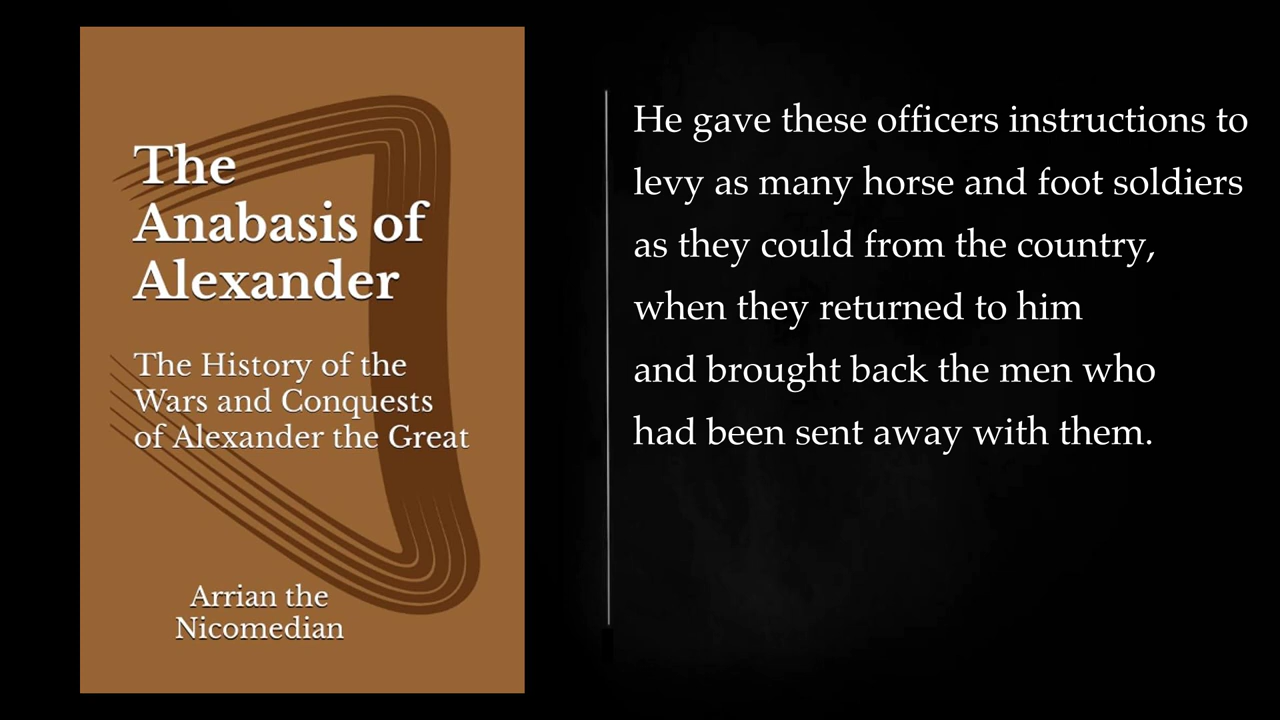 The
Anabasis of
Alexander
The History of the
Wars and Conquests
of Alexander the Great
Arrian the
Nicomedian
He gave these officers instructions to
levy as many horse and foot soldiers
as they could from the country,
when they returned to him
and brought back the men who
had been sent away with them.